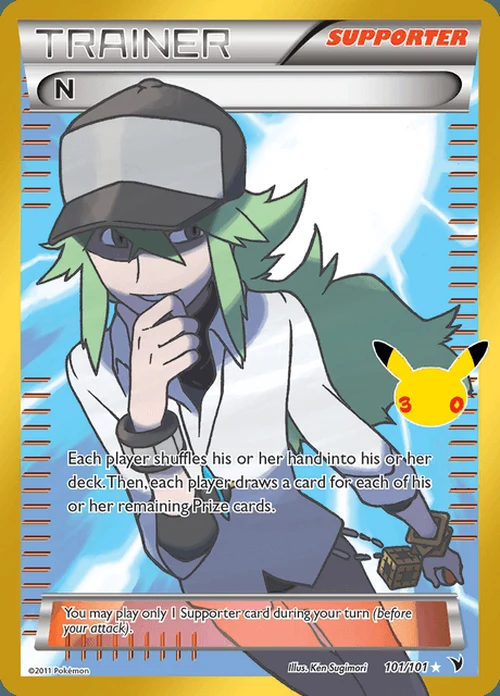 TRAINER
SUPPORTER
N
30
Each player shuffles his or her hand into his or her
deck. Then, each player draws a card for each of his
or her remaining Prize cards.
You may play only 1 Supporter card during your turn (before
your attack).
©2011 Pokémon
Illus. Ken Sugimori
101/101